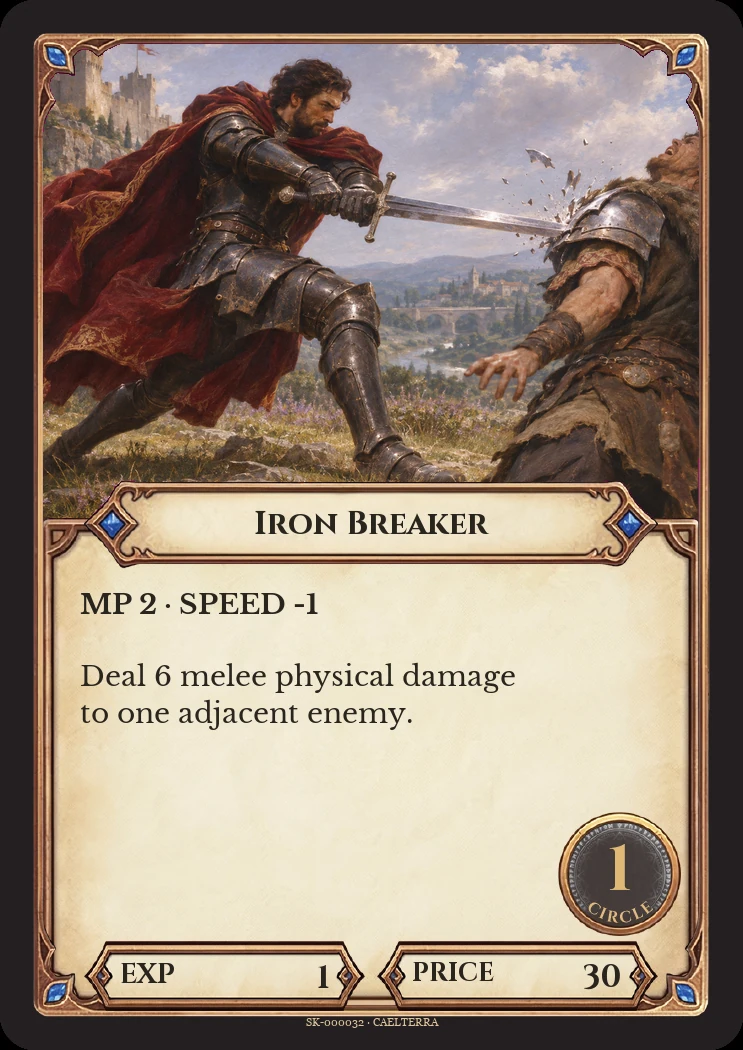 Iron Breaker
MP 2 · SPEED -1
Deal 6 melee physical damage
to one adjacent enemy.
1
CIRCLE
EXP 1
PRICE 30
SK-000032 · CAELTERRA